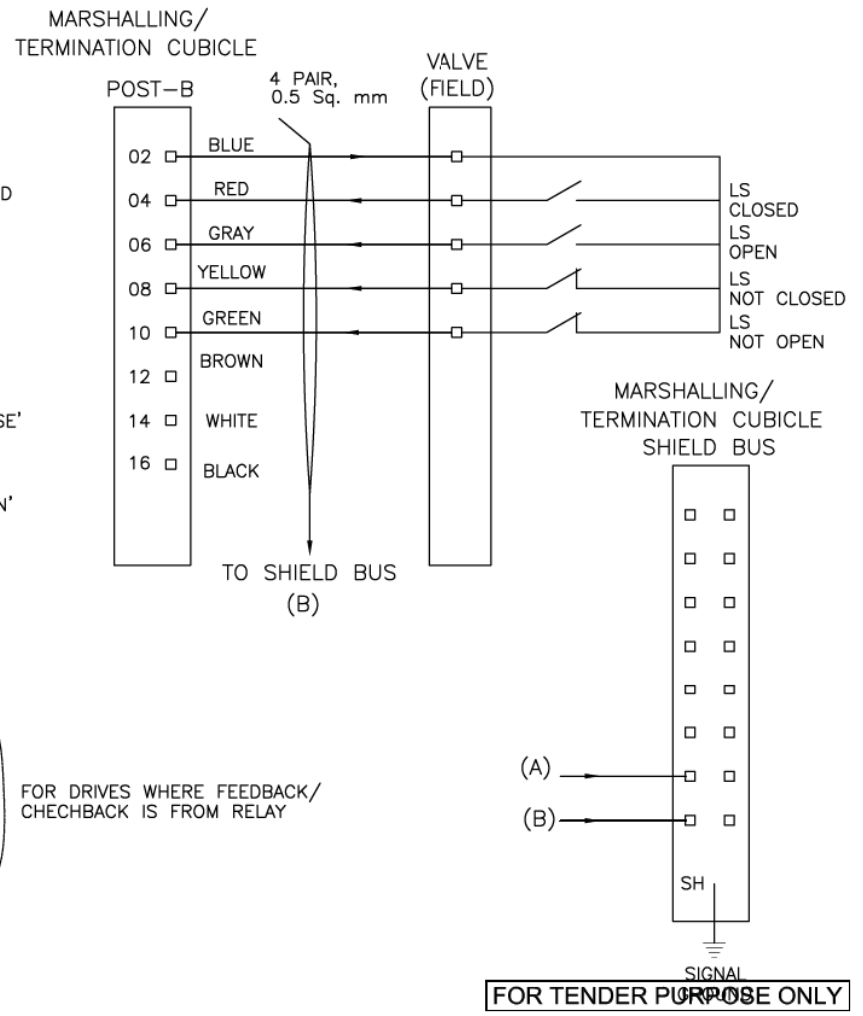 MARSHALLING/
TERMINATION CUBICLE
POST-B
4 PAIR,
0.5 Sq. mm
VALVE
(FIELD)
02 BLUE
04 RED
06 GRAY
08 YELLOW
10 GREEN
12 BROWN
14 WHITE
16 BLACK
LS
CLOSED
LS
OPEN
LS
NOT CLOSED
LS
NOT OPEN
D
SE'
N'
TO SHIELD BUS
(B)
MARSHALLING/
TERMINATION CUBICLE
SHIELD BUS
(A)
(B)
SH
FOR DRIVES WHERE FEEDBACK/
CHECHBACK IS FROM RELAY
SIGNAL
GROUND
FOR TENDER PURPOSE ONLY